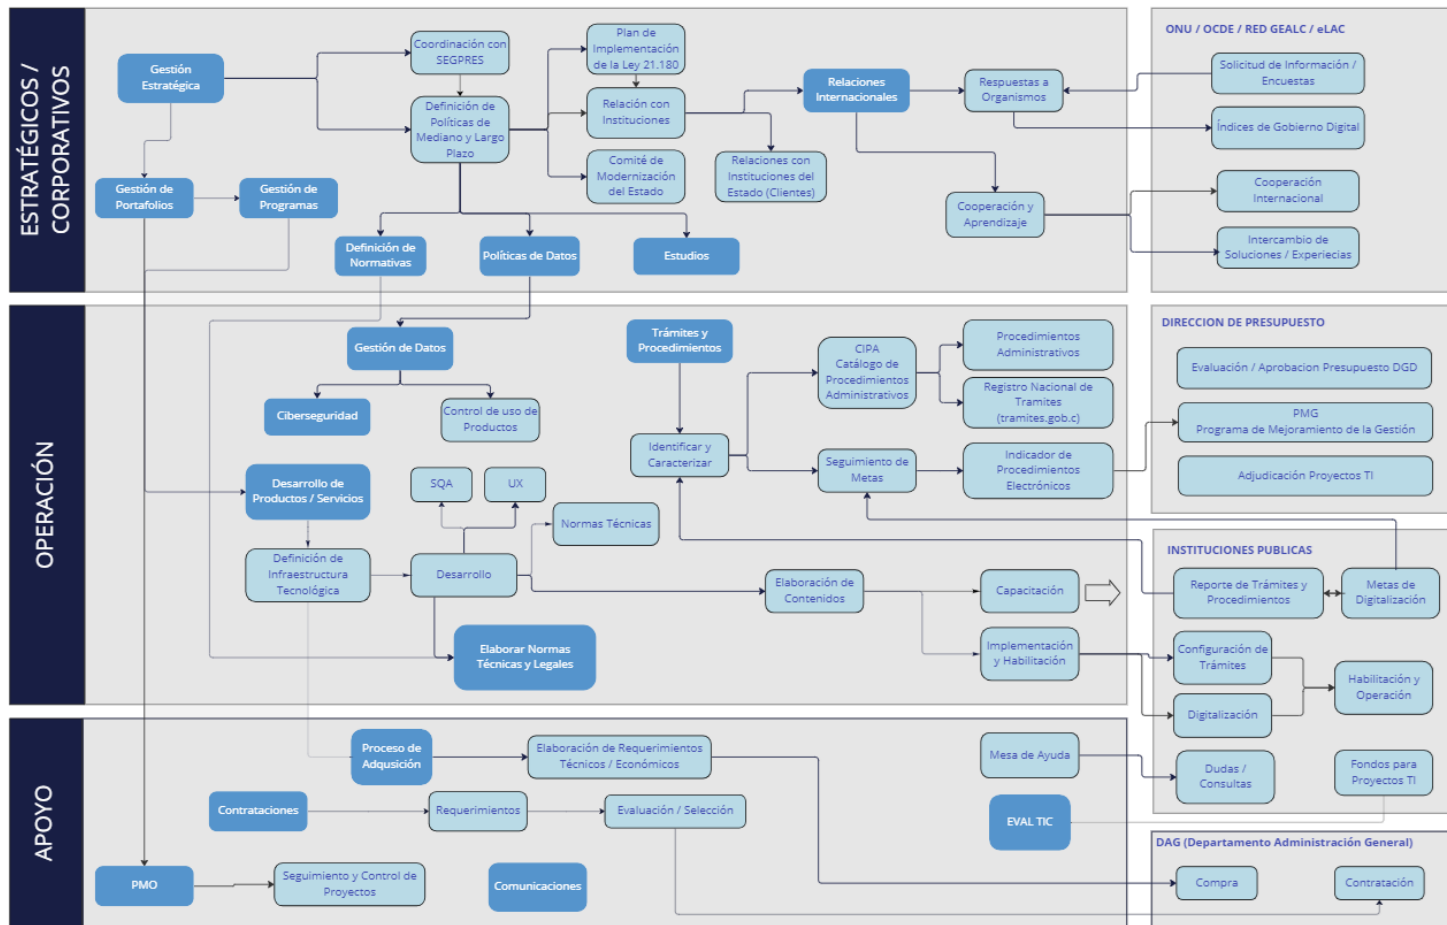 ESTRATÉGICOS /
CORPORATIVOS
Gestión
Estratégica
Coordinación con
SEGPRES
Plan de
Implementación
de la Ley 21.180
Definición de
Políticas de
Mediano y Largo
Plazo
Relación con
Instituciones
Relaciones
Internacionales
Respuestas a
Organismos
Comité de
Modernización
del Estado
Relaciones con
Instituciones del
Estado (Clientes)
Gestión de
Portafolios
Gestión de
Programas
Cooperación y
Aprendizaje
Definición de
Normativas
Políticas de Datos
Estudios
ONU / OCDE / RED GEALC / eLAC
Solicitud de Información /
Encuestas
Índices de Gobierno Digital
Cooperación
Internacional
Intercambio de
Soluciones / Experiecias
OPERACIÓN
Gestión de Datos
Trámites y
Procedimientos
CIPA
Catálogo de
Procedimientos
Administrativos
Procedimientos
Administrativos
Registro Nacional de
Tramites
(tramites.gob.c)
Ciberseguridad
Control de uso de
Productos
Identificar y
Caracterizar
Seguimiento de
Metas
Indicador de
Procedimientos
Electrónicos
Desarrollo de
Productos / Servicios
SQA
UX
Normas Técnicas
Definición de
Infraestructura
Tecnológica
Desarrollo
Elaboración de
Contenidos
Capacitación
Elaborar Normas
Técnicas y Legales
Implementación
y Habilitación
DIRECCION DE PRESUPUESTO
Evaluación / Aprobacion Presupuesto DGD
PMG
Programa de Mejoramiento de la Gestión
Adjudicación Proyectos TI
INSTITUCIONES PUBLICAS
Reporte de Trámites y
Procedimientos
Metas de
Digitalización
Configuración de
Trámites
Habilitación y
Operación
Digitalización
Dudas /
Consultas
Fondos para
Proyectos TI
APOYO
Proceso de
Adqusición
Elaboración de Requerimientos
Técnicos / Económicos
Mesa de Ayuda
Contrataciones
Requerimientos
Evaluación / Selección
EVAL TIC
PMO
Seguimiento y Control de
Proyectos
Comunicaciones
DAG (Departamento Administración General)
Compra
Contratación